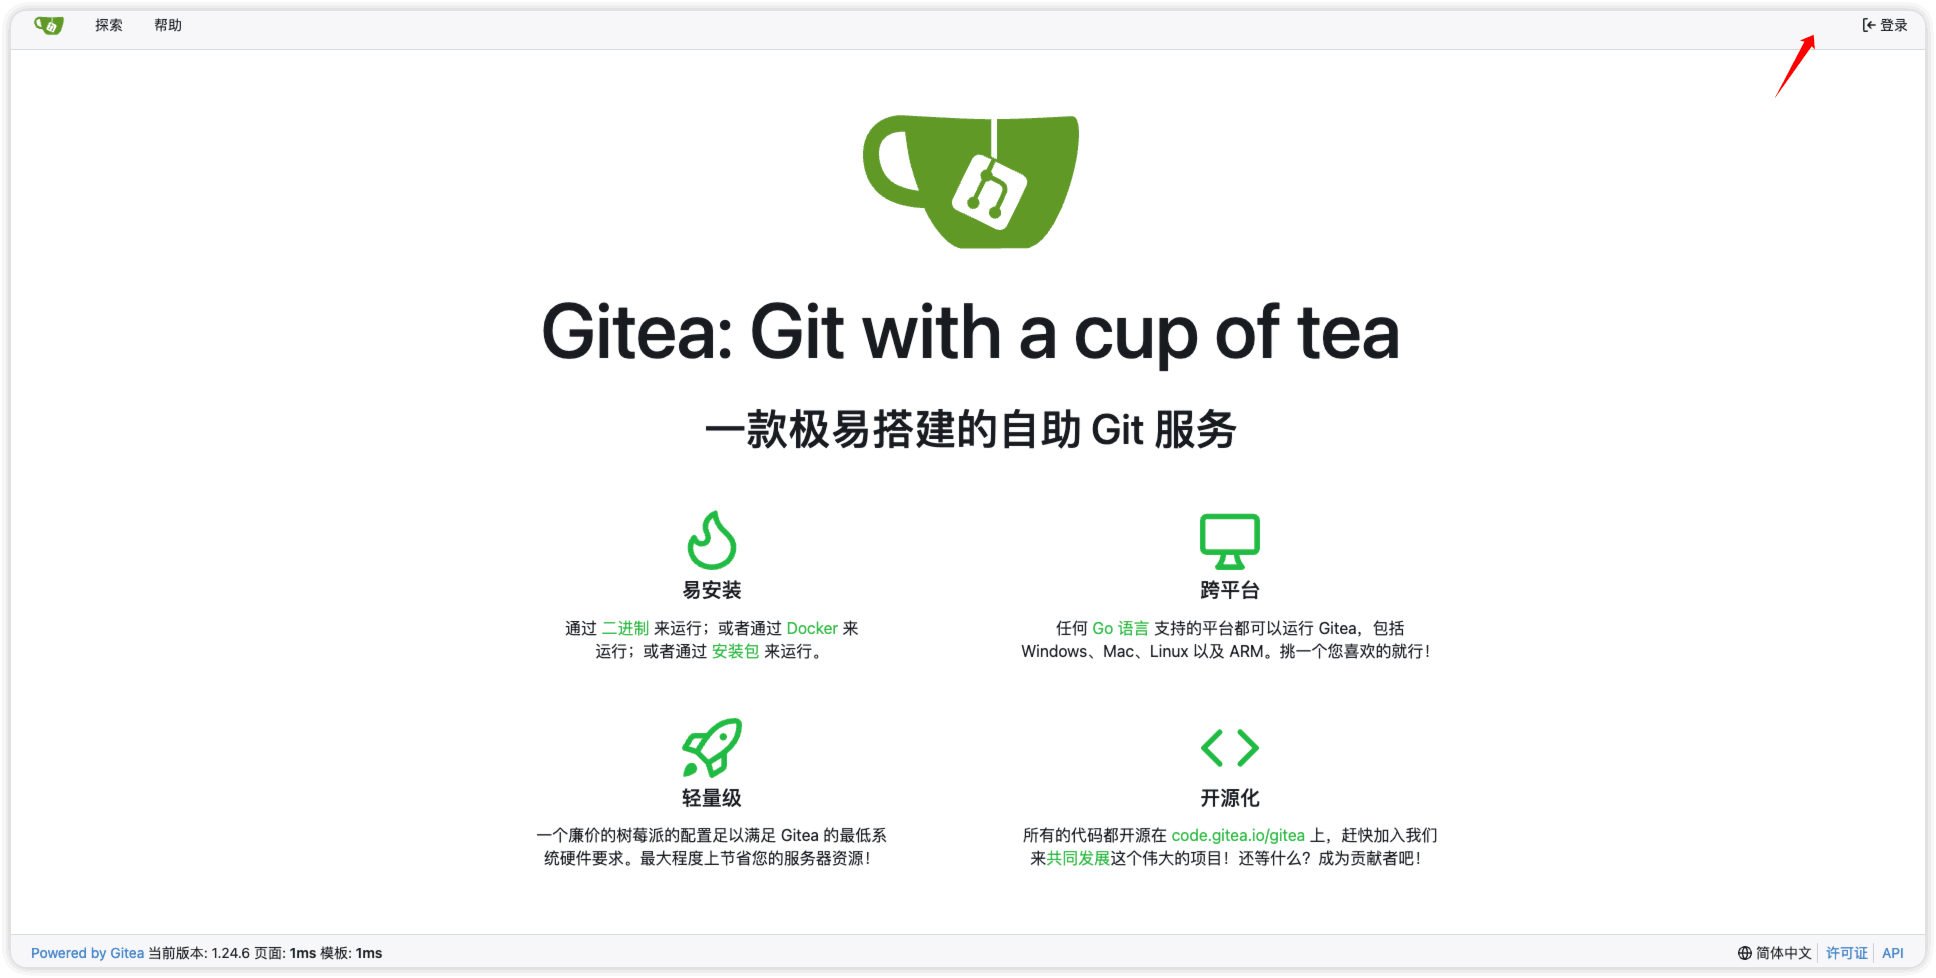 探索 帮助 登录
Gitea: Git with a cup of tea
一款极易搭建的自助 Git 服务
易安装
通过 二进制 来运行；或者通过 Docker 来
运行；或者通过 安装包 来运行。
跨平台
任何 Go 语言 支持的平台都可以运行 Gitea，包括
Windows、Mac、Linux 以及 ARM。挑一个您喜欢的就行！
轻量级
一个廉价的树莓派的配置足以满足 Gitea 的最低系
统硬件要求。最大程度上节省您的服务器资源！
开源化
所有的代码都开源在 code.gitea.io/gitea 上，赶快加入我们
来共同发展这个伟大的项目！还等什么？成为贡献者吧！
Powered by Gitea 当前版本: 1.24.6 页面: 1ms 模板: 1ms 简体中文 许可证 API